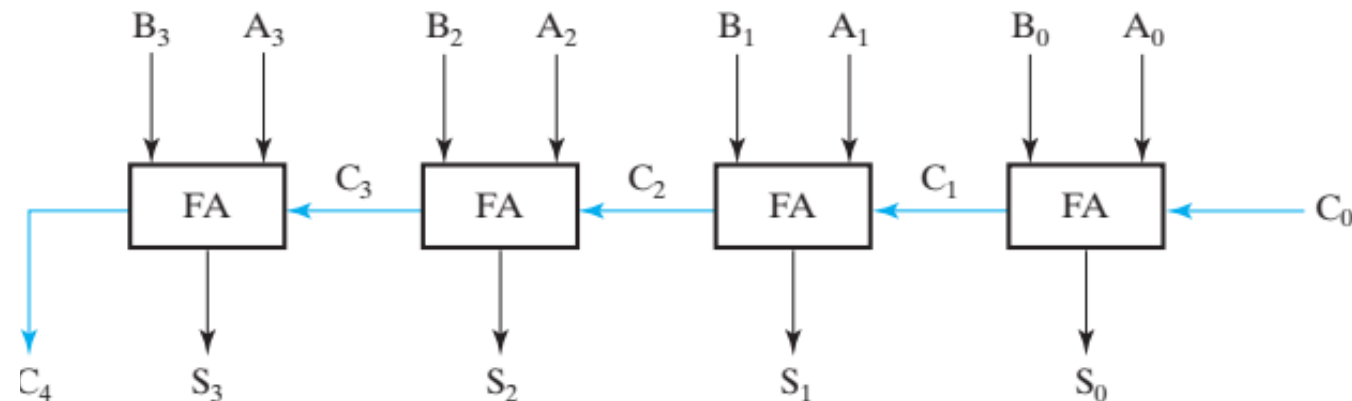 B₃ A₃ B₂ A₂ B₁ A₁ B₀ A₀
FA C₃ FA C₂ FA C₁ FA C₀
C₄ S₃ S₂ S₁ S₀